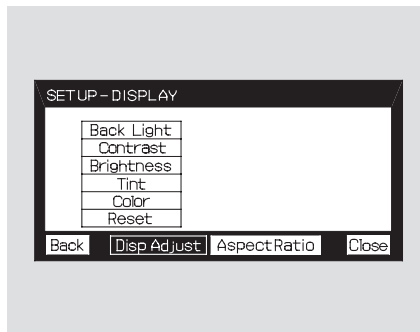 SETUP-DISPLAY
Back Light
Contrast
Brightness
Tint
Color
Reset
Back Disp Adjust AspectRatio Close